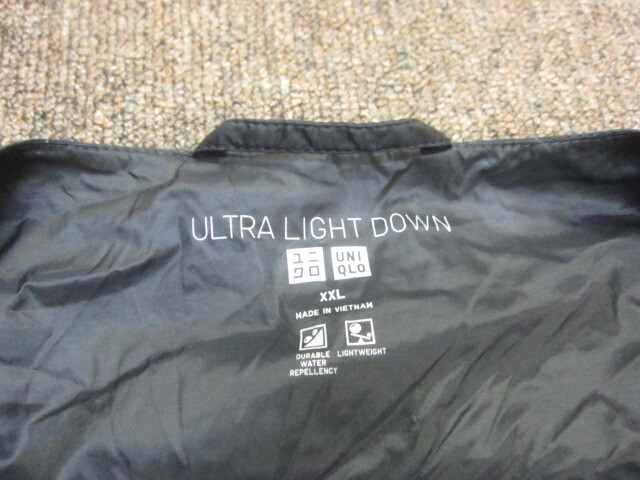 ULTRA LIGHT DOWN
ユニ UNI
クロ QLO
XXL
MADE IN VIETNAM
DURABLE WATER REPELLENCY
LIGHTWEIGHT